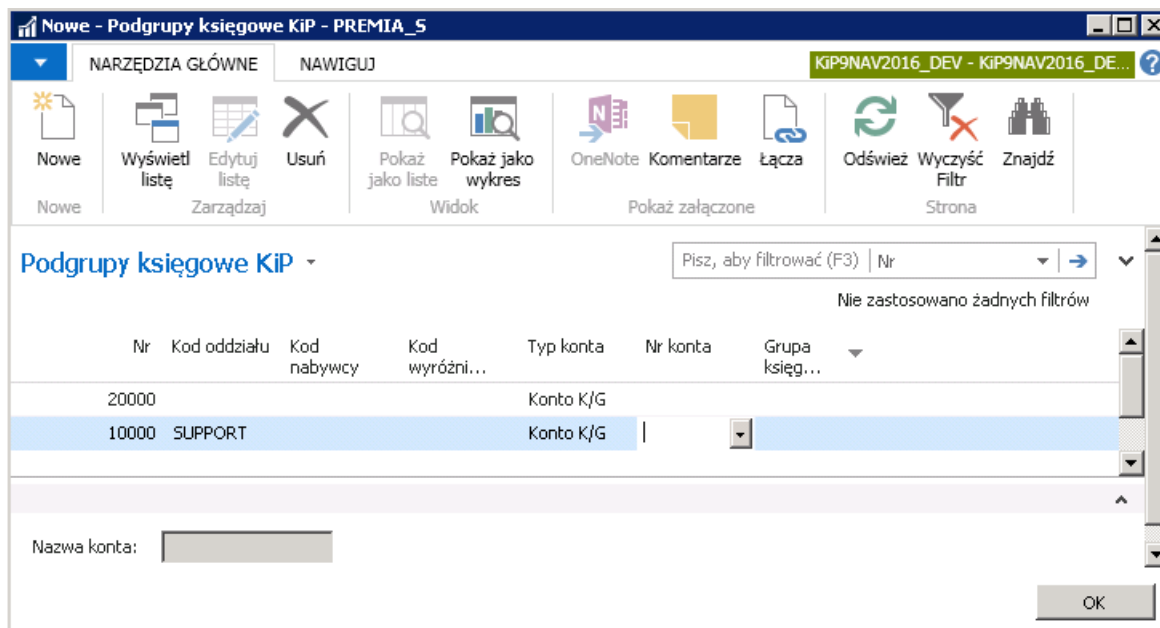 Nowe - Podgrupy księgowe KiP - PREMIA_S
NARZĘDZIA GŁÓWNE NAWIGUJ KiP9NAV2016_DEV - KiP9NAV2016_DE... ?
Nowe Wyświetl listę Edytuj listę Usuń Pokaż jako liste Pokaż jako wykres OneNote Komentarze Łącza Odśwież Wyczyść Filtr Znajdź
Nowe Zarządzaj Widok Pokaż załączone Strona
Podgrupy księgowe KiP Pisz, aby filtrować (F3) Nr
Nie zastosowano żadnych filtrów
Nr Kod oddziału Kod nabywcy Kod wyróżni... Typ konta Nr konta Grupa księg...
20000 Konto K/G
10000 SUPPORT Konto K/G
Nazwa konta:
OK